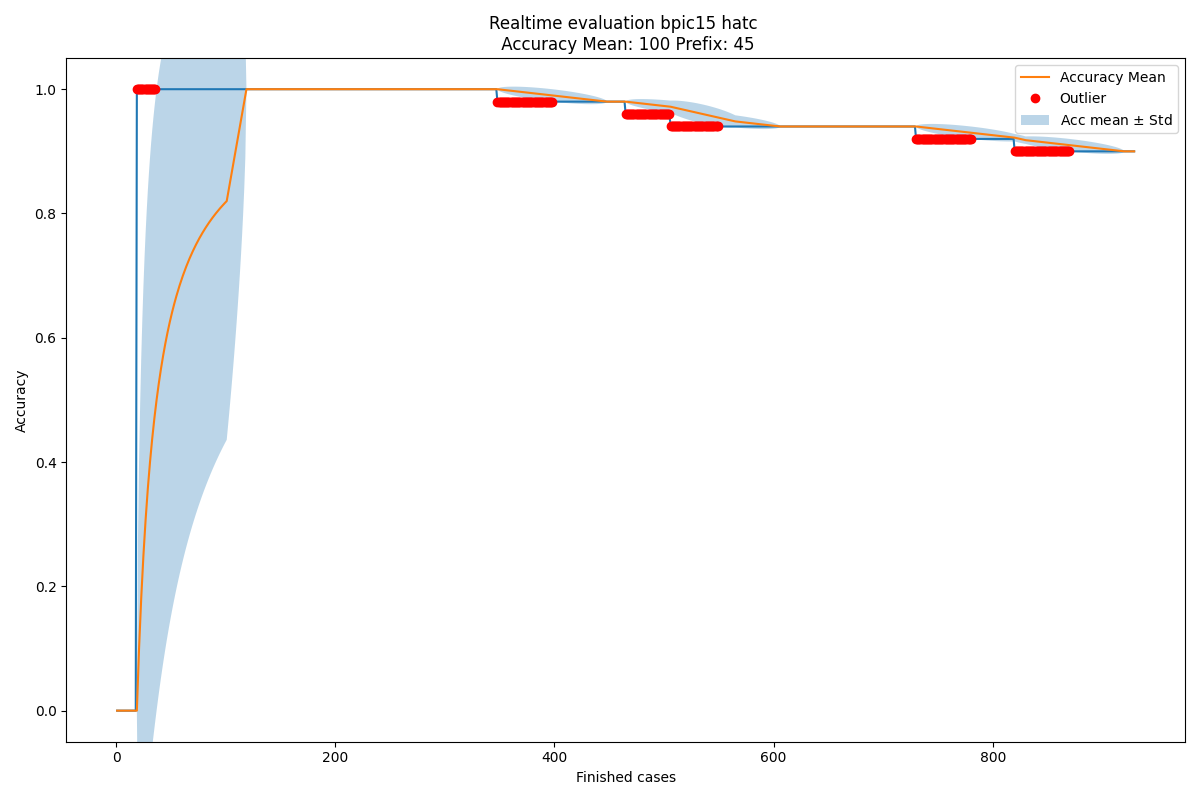 Realtime evaluation bpic15 hatc
Accuracy Mean: 100 Prefix: 45
Accuracy Mean
Outlier
Acc mean ± Std
1.0
0.8
0.6
0.4
0.2
0.0
Accuracy
0 200 400 600 800
Finished cases